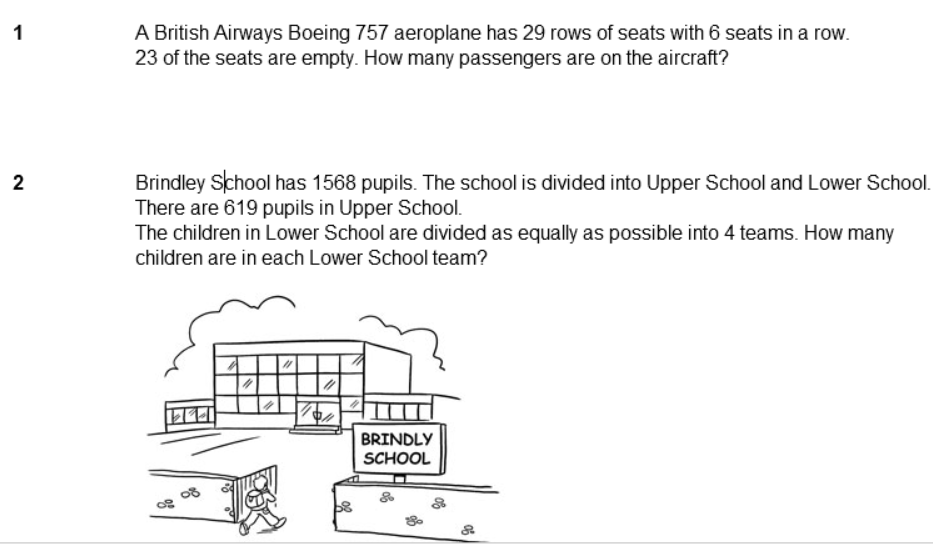 1 A British Airways Boeing 757 aeroplane has 29 rows of seats with 6 seats in a row.
23 of the seats are empty. How many passengers are on the aircraft?
2 Brindley School has 1568 pupils. The school is divided into Upper School and Lower School.
There are 619 pupils in Upper School.
The children in Lower School are divided as equally as possible into 4 teams. How many
children are in each Lower School team?
BRINDLY
SCHOOL